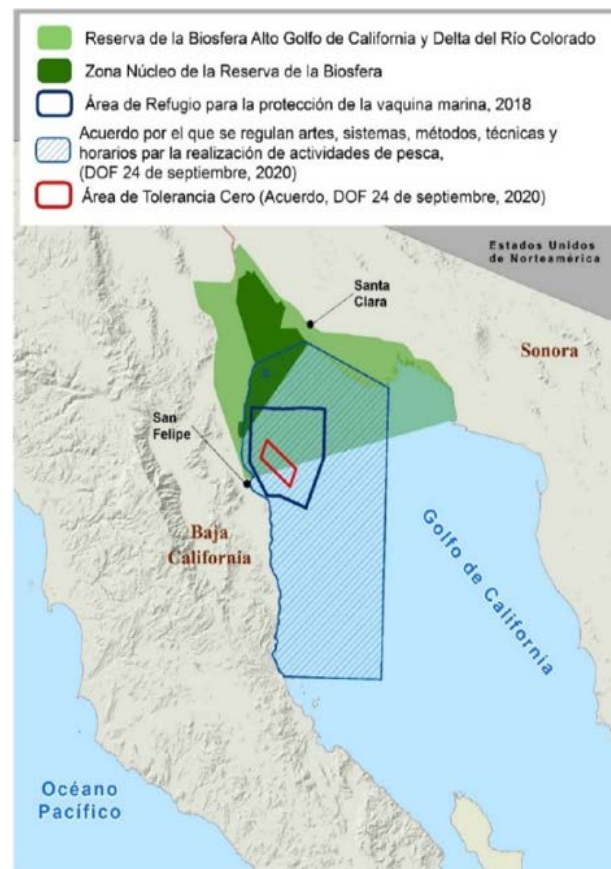 Reserva de la Biosfera Alto Golfo de California y Delta del Río Colorado
Zona Núcleo de la Reserva de la Biosfera
Área de Refugio para la protección de la vaquina marina, 2018
Acuerdo por el que se regulan artes, sistemas, métodos, técnicas y
horarios par la realización de actividades de pesca,
(DOF 24 de septiembre, 2020)
Área de Tolerancia Cero (Acuerdo, DOF 24 de septiembre, 2020)
Estados Unidos
de Norteamérica
Santa
Clara
Sonora
San
Felipe
Baja
California
Golfo de California
Océano
Pacífico